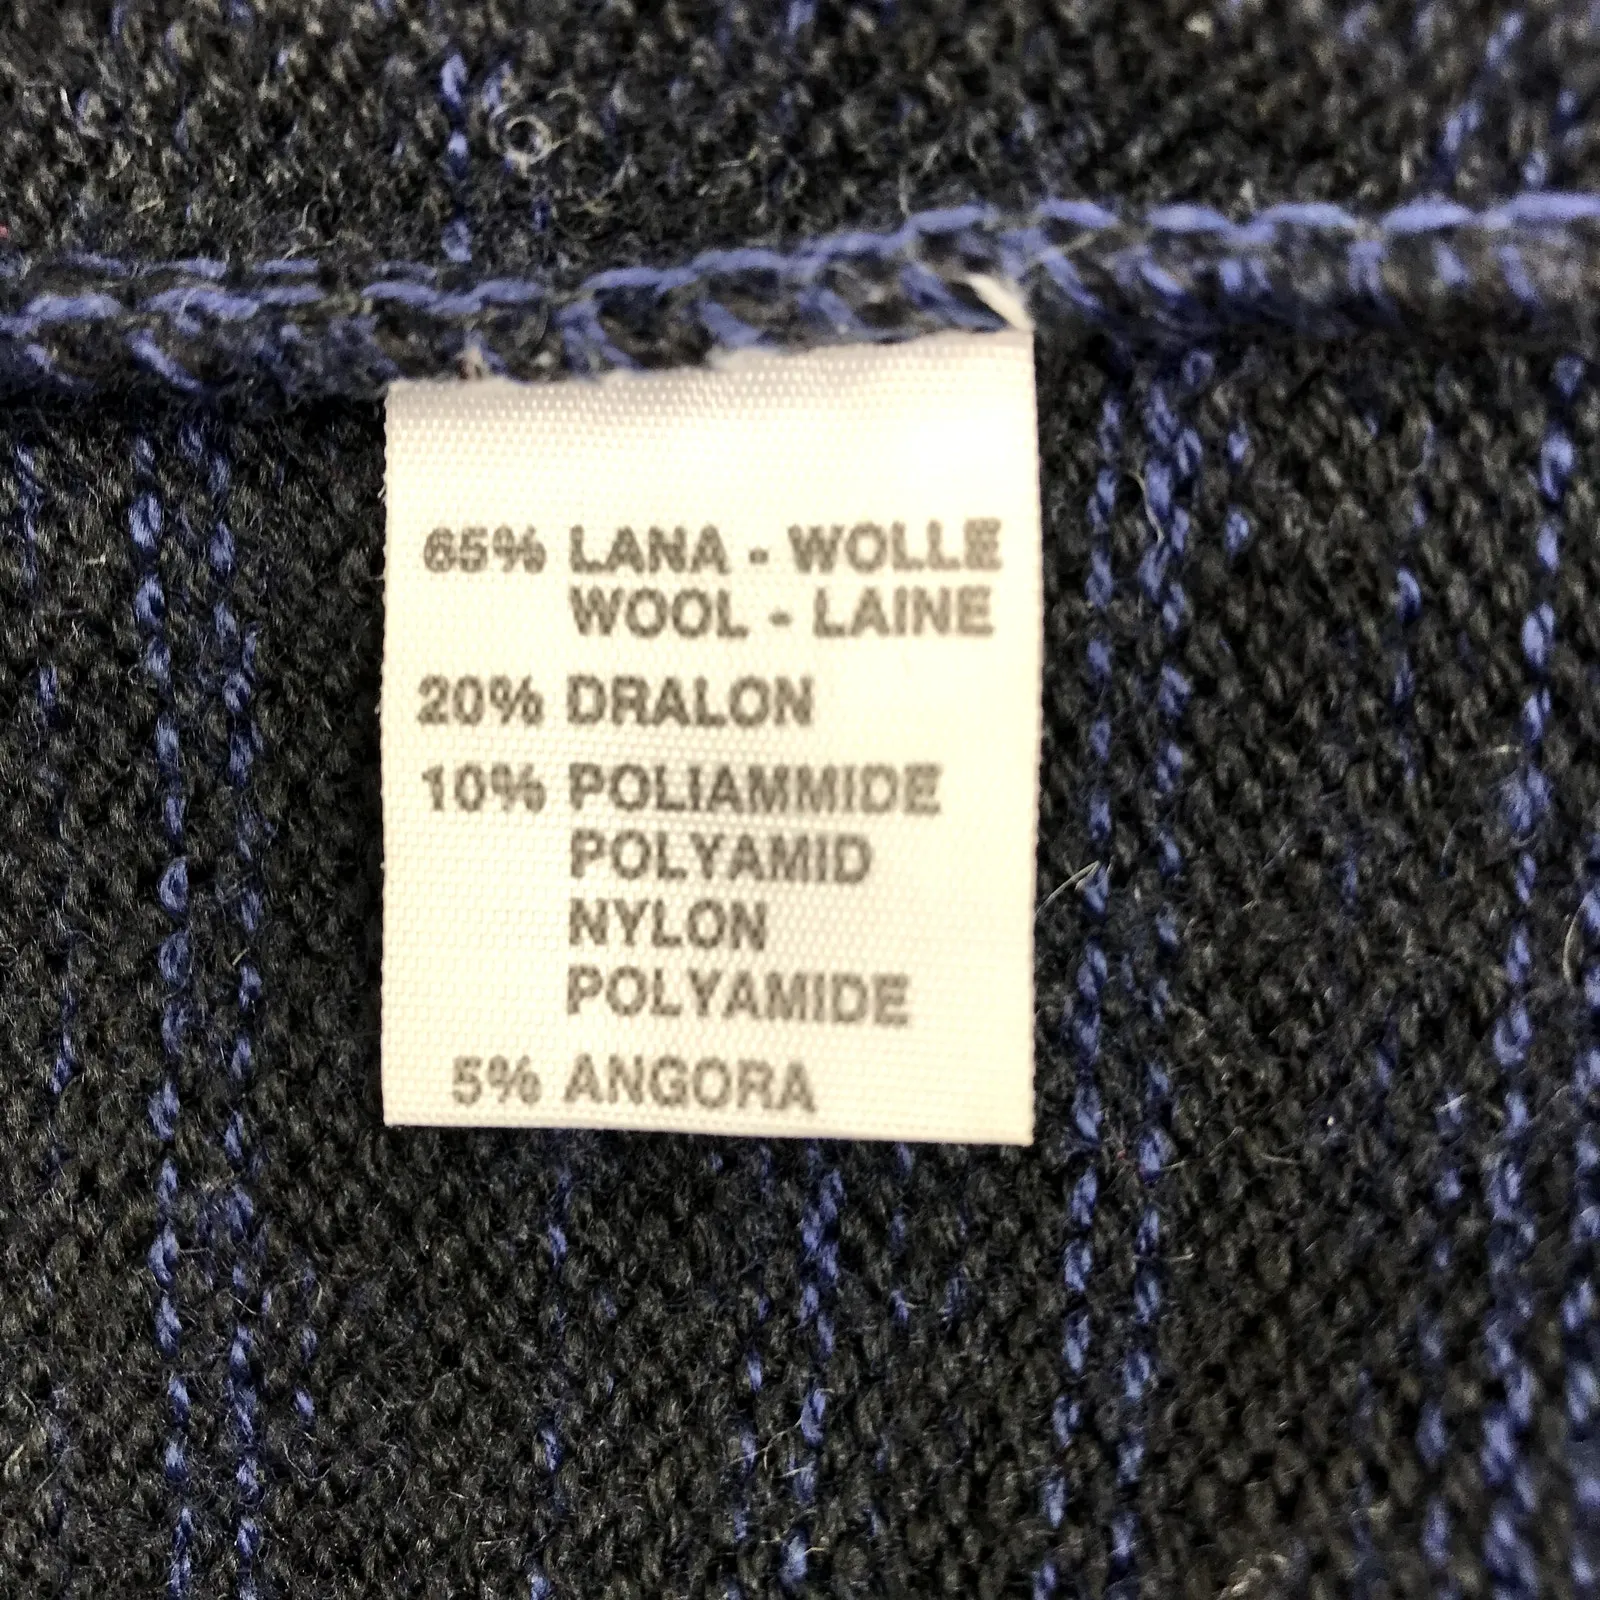 65% LANA - WOLLE
WOOL - LAINE
20% DRALON
10% POLIAMMIDE
POLYAMID
NYLON
POLYAMIDE
5% ANGORA